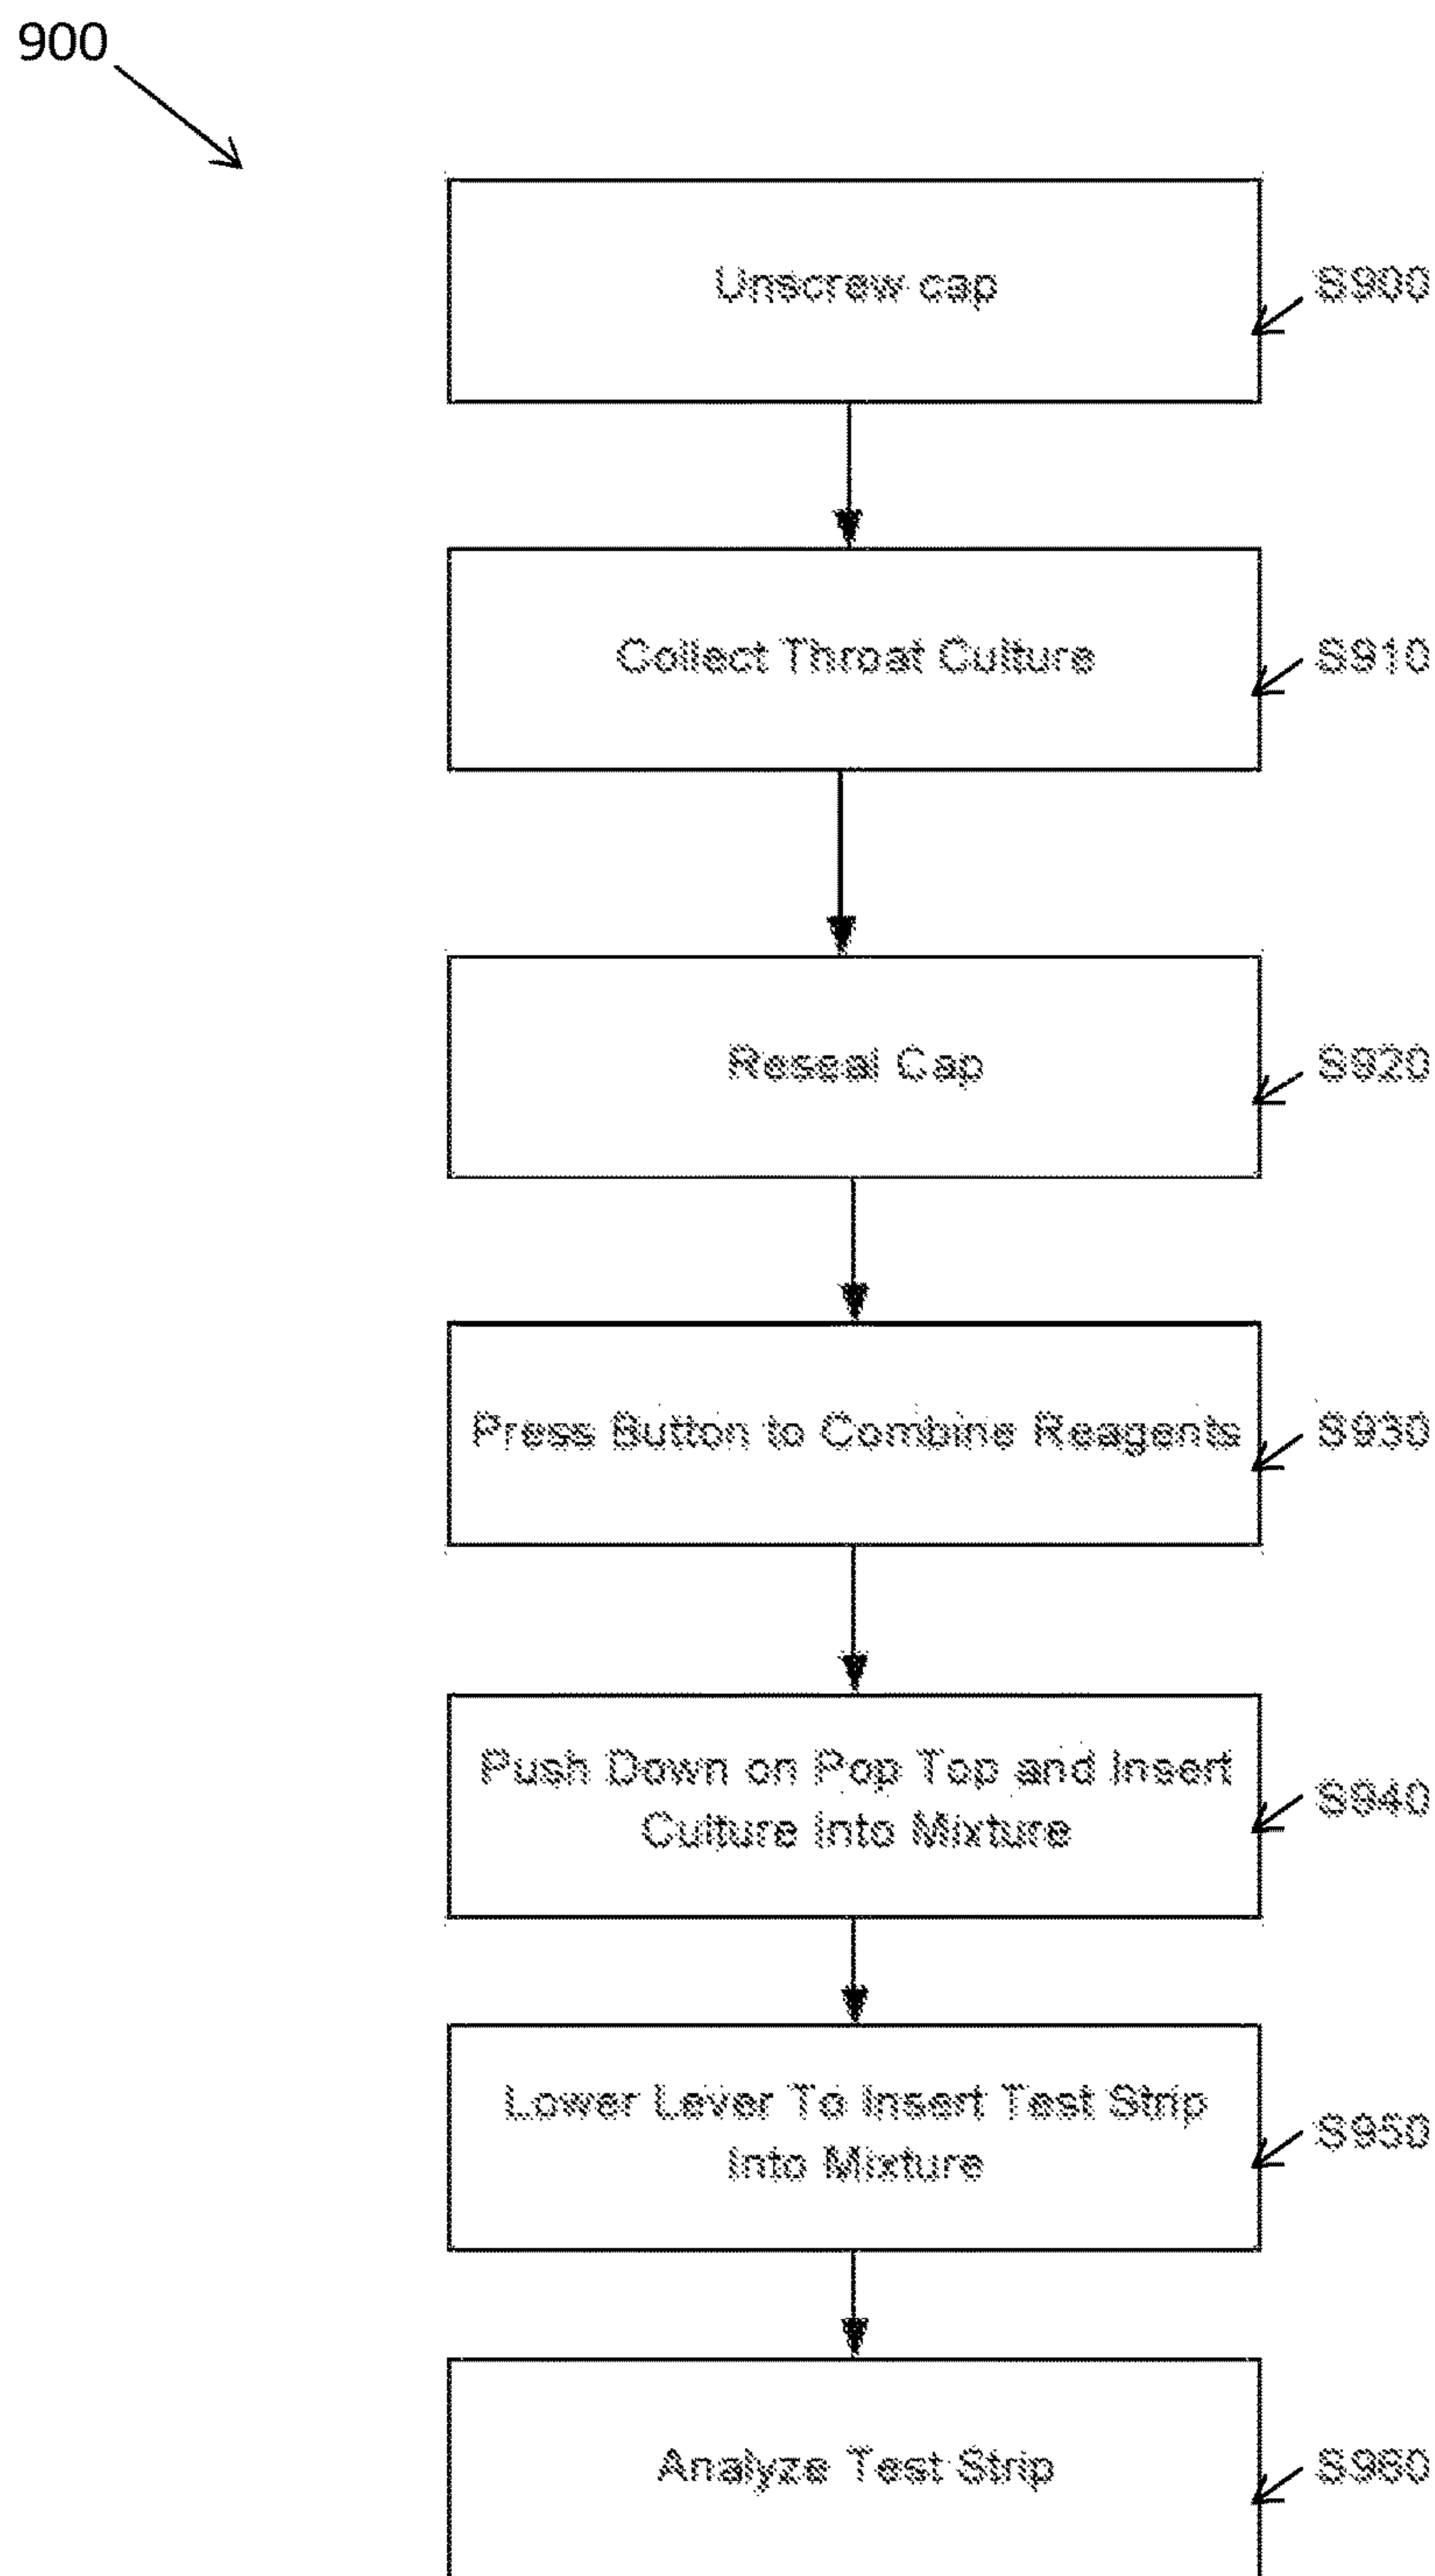 900
Unscrew cap
S900
Collect Throat Culture
S910
Reseal Cap
S920
Press Button to Combine Reagents
S930
Push Down on Pop Top and Insert
Culture Into Mixture
S940
Lower Lever To Insert Test Strip
Into Mixture
S950
Analyze Test Strip
S960